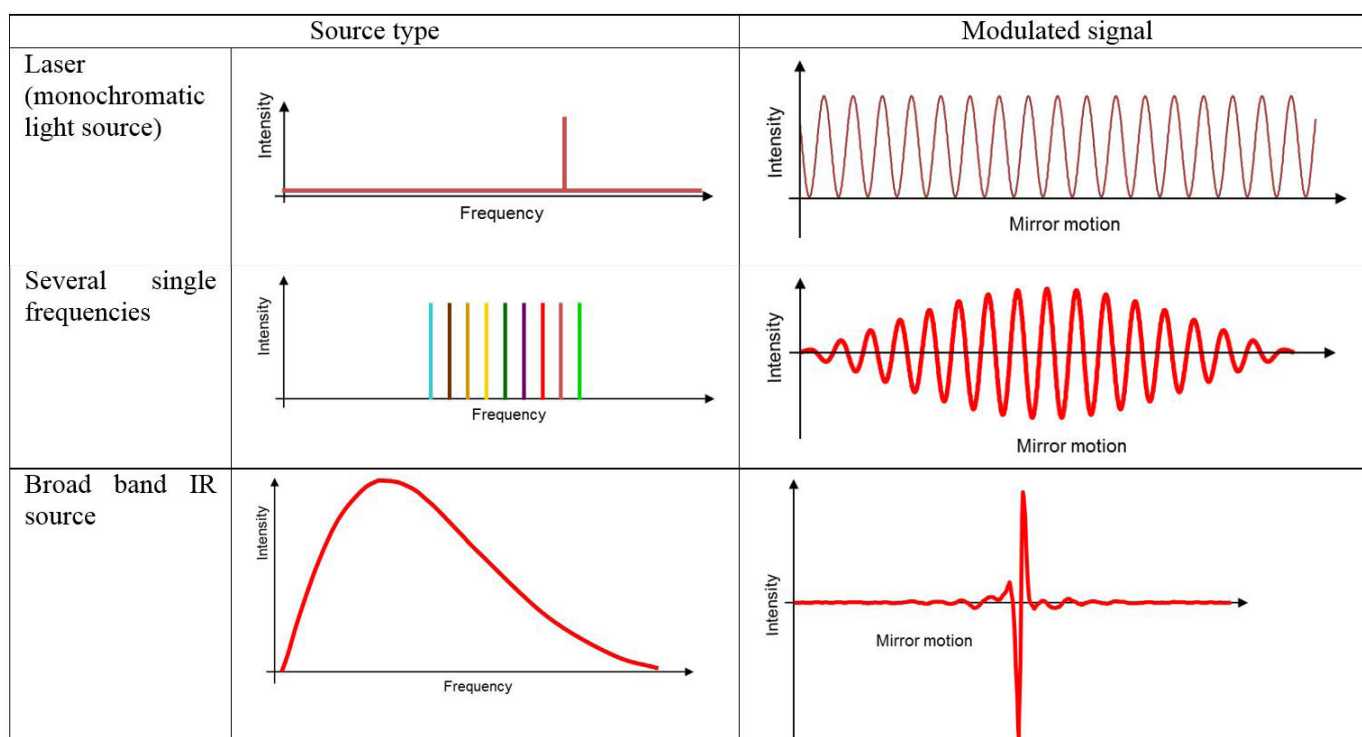 Source type
Modulated signal
Laser
(monochromatic
light source)
Intensity
Frequency
Intensity
Mirror motion
Several single
frequencies
Intensity
Frequency
Intensity
Mirror motion
Broad band IR
source
Intensity
Frequency
Intensity
Mirror motion